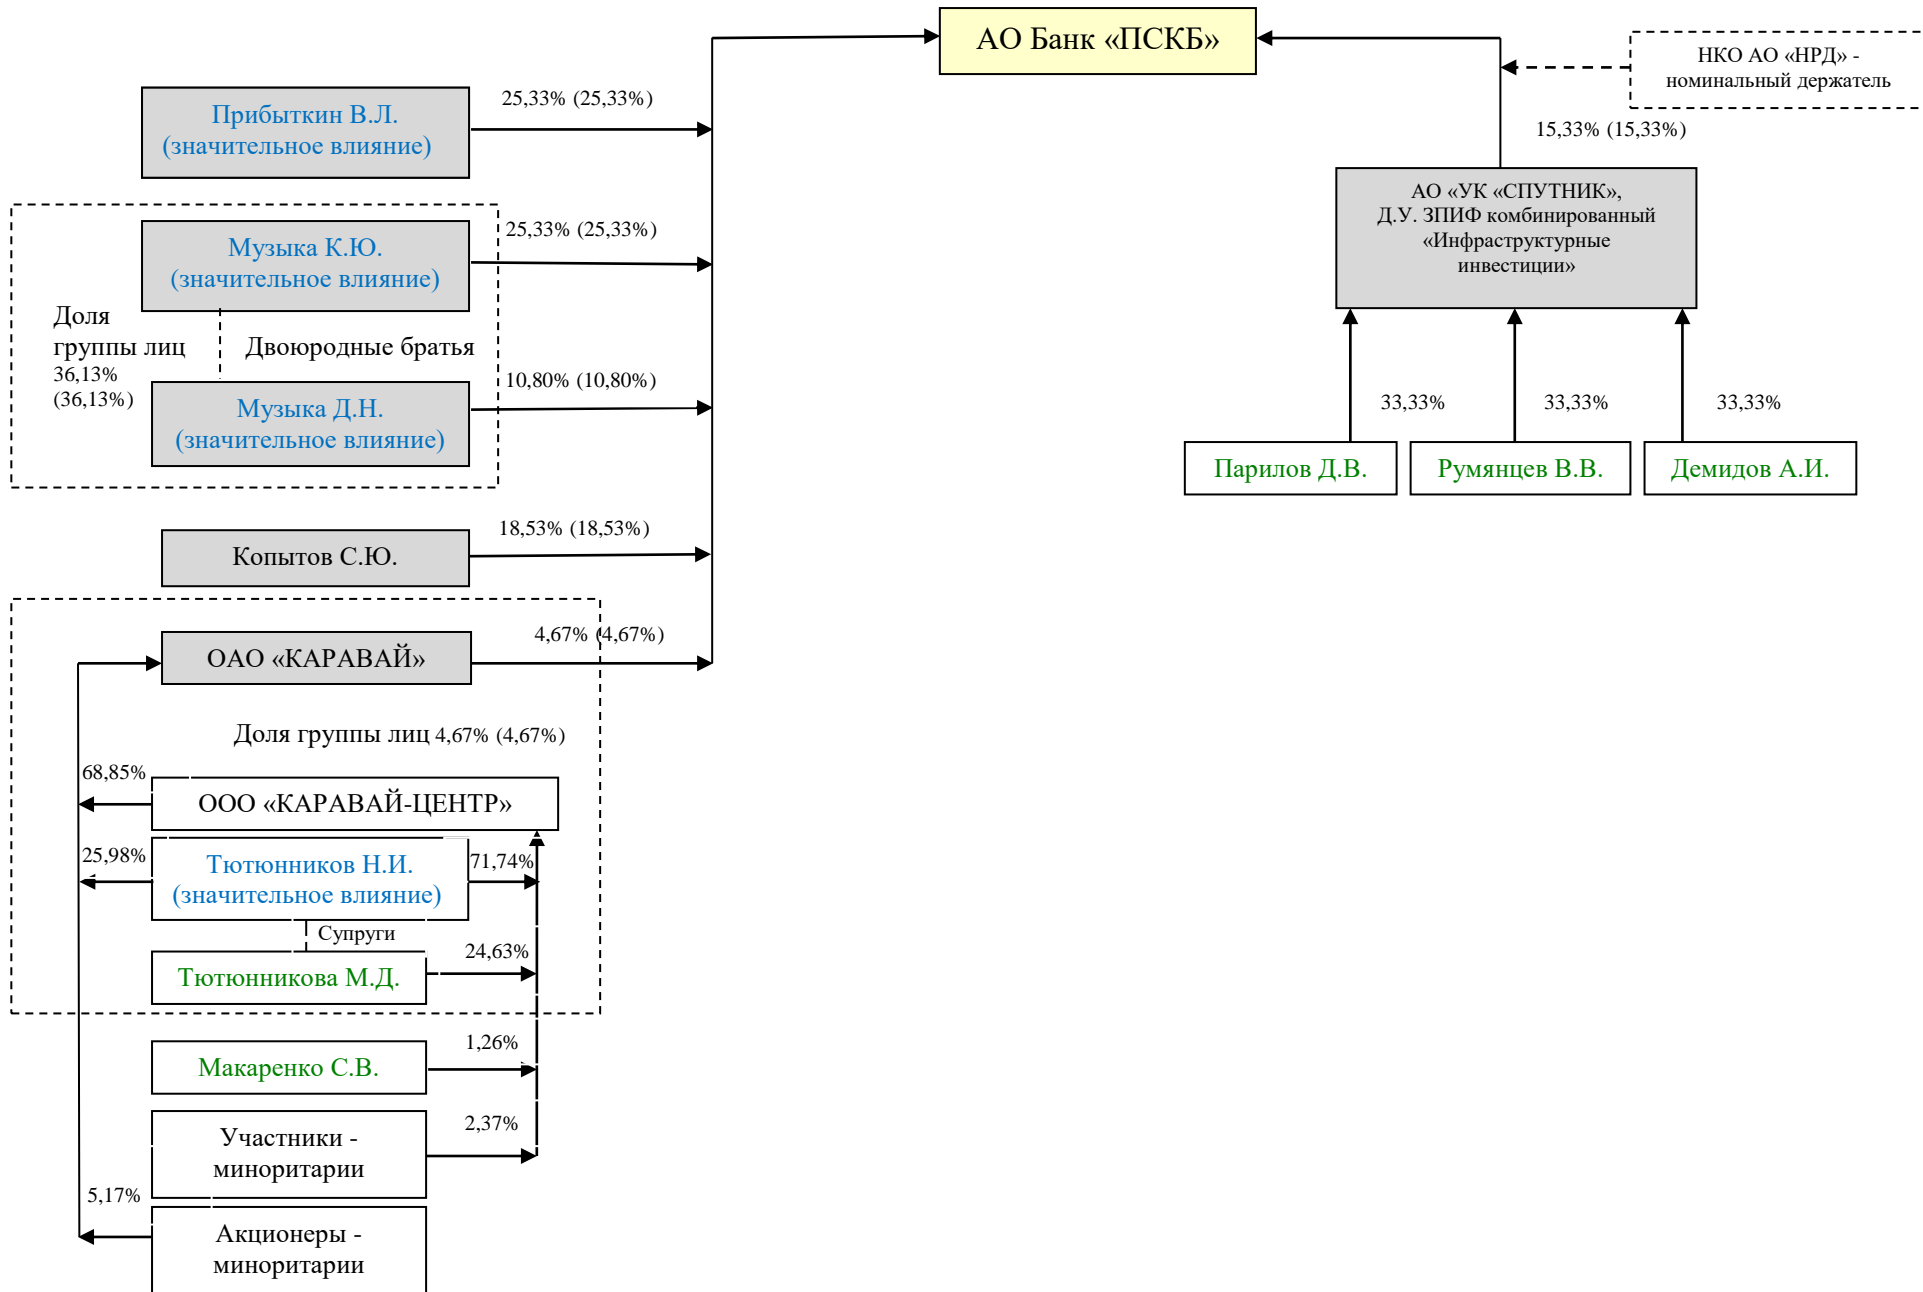 АО Банк «ПСКБ»
НКО АО «НРД» -
номинальный держатель
Прибыткин В.Л.
(значительное влияние)
25,33% (25,33%)
15,33% (15,33%)
АО «УК «СПУТНИК»,
Д.У. ЗПИФ комбинированный
«Инфраструктурные
инвестиции»
Музыка К.Ю.
(значительное влияние)
25,33% (25,33%)
Доля
группы лиц
36,13%
(36,13%)
Двоюродные братья
Музыка Д.Н.
(значительное влияние)
10,80% (10,80%)
33,33%
33,33%
33,33%
Парилов Д.В.
Румянцев В.В.
Демидов А.И.
Копытов С.Ю.
18,53% (18,53%)
ОАО «КАРАВАЙ»
4,67% (4,67%)
Доля группы лиц 4,67% (4,67%)
68,85%
ООО «КАРАВАЙ-ЦЕНТР»
25,98%
Тютюнников Н.И.
(значительное влияние)
71,74%
Супруги
Тютюнникова М.Д.
24,63%
Макаренко С.В.
1,26%
Участники -
миноритарии
2,37%
5,17%
Акционеры -
миноритарии